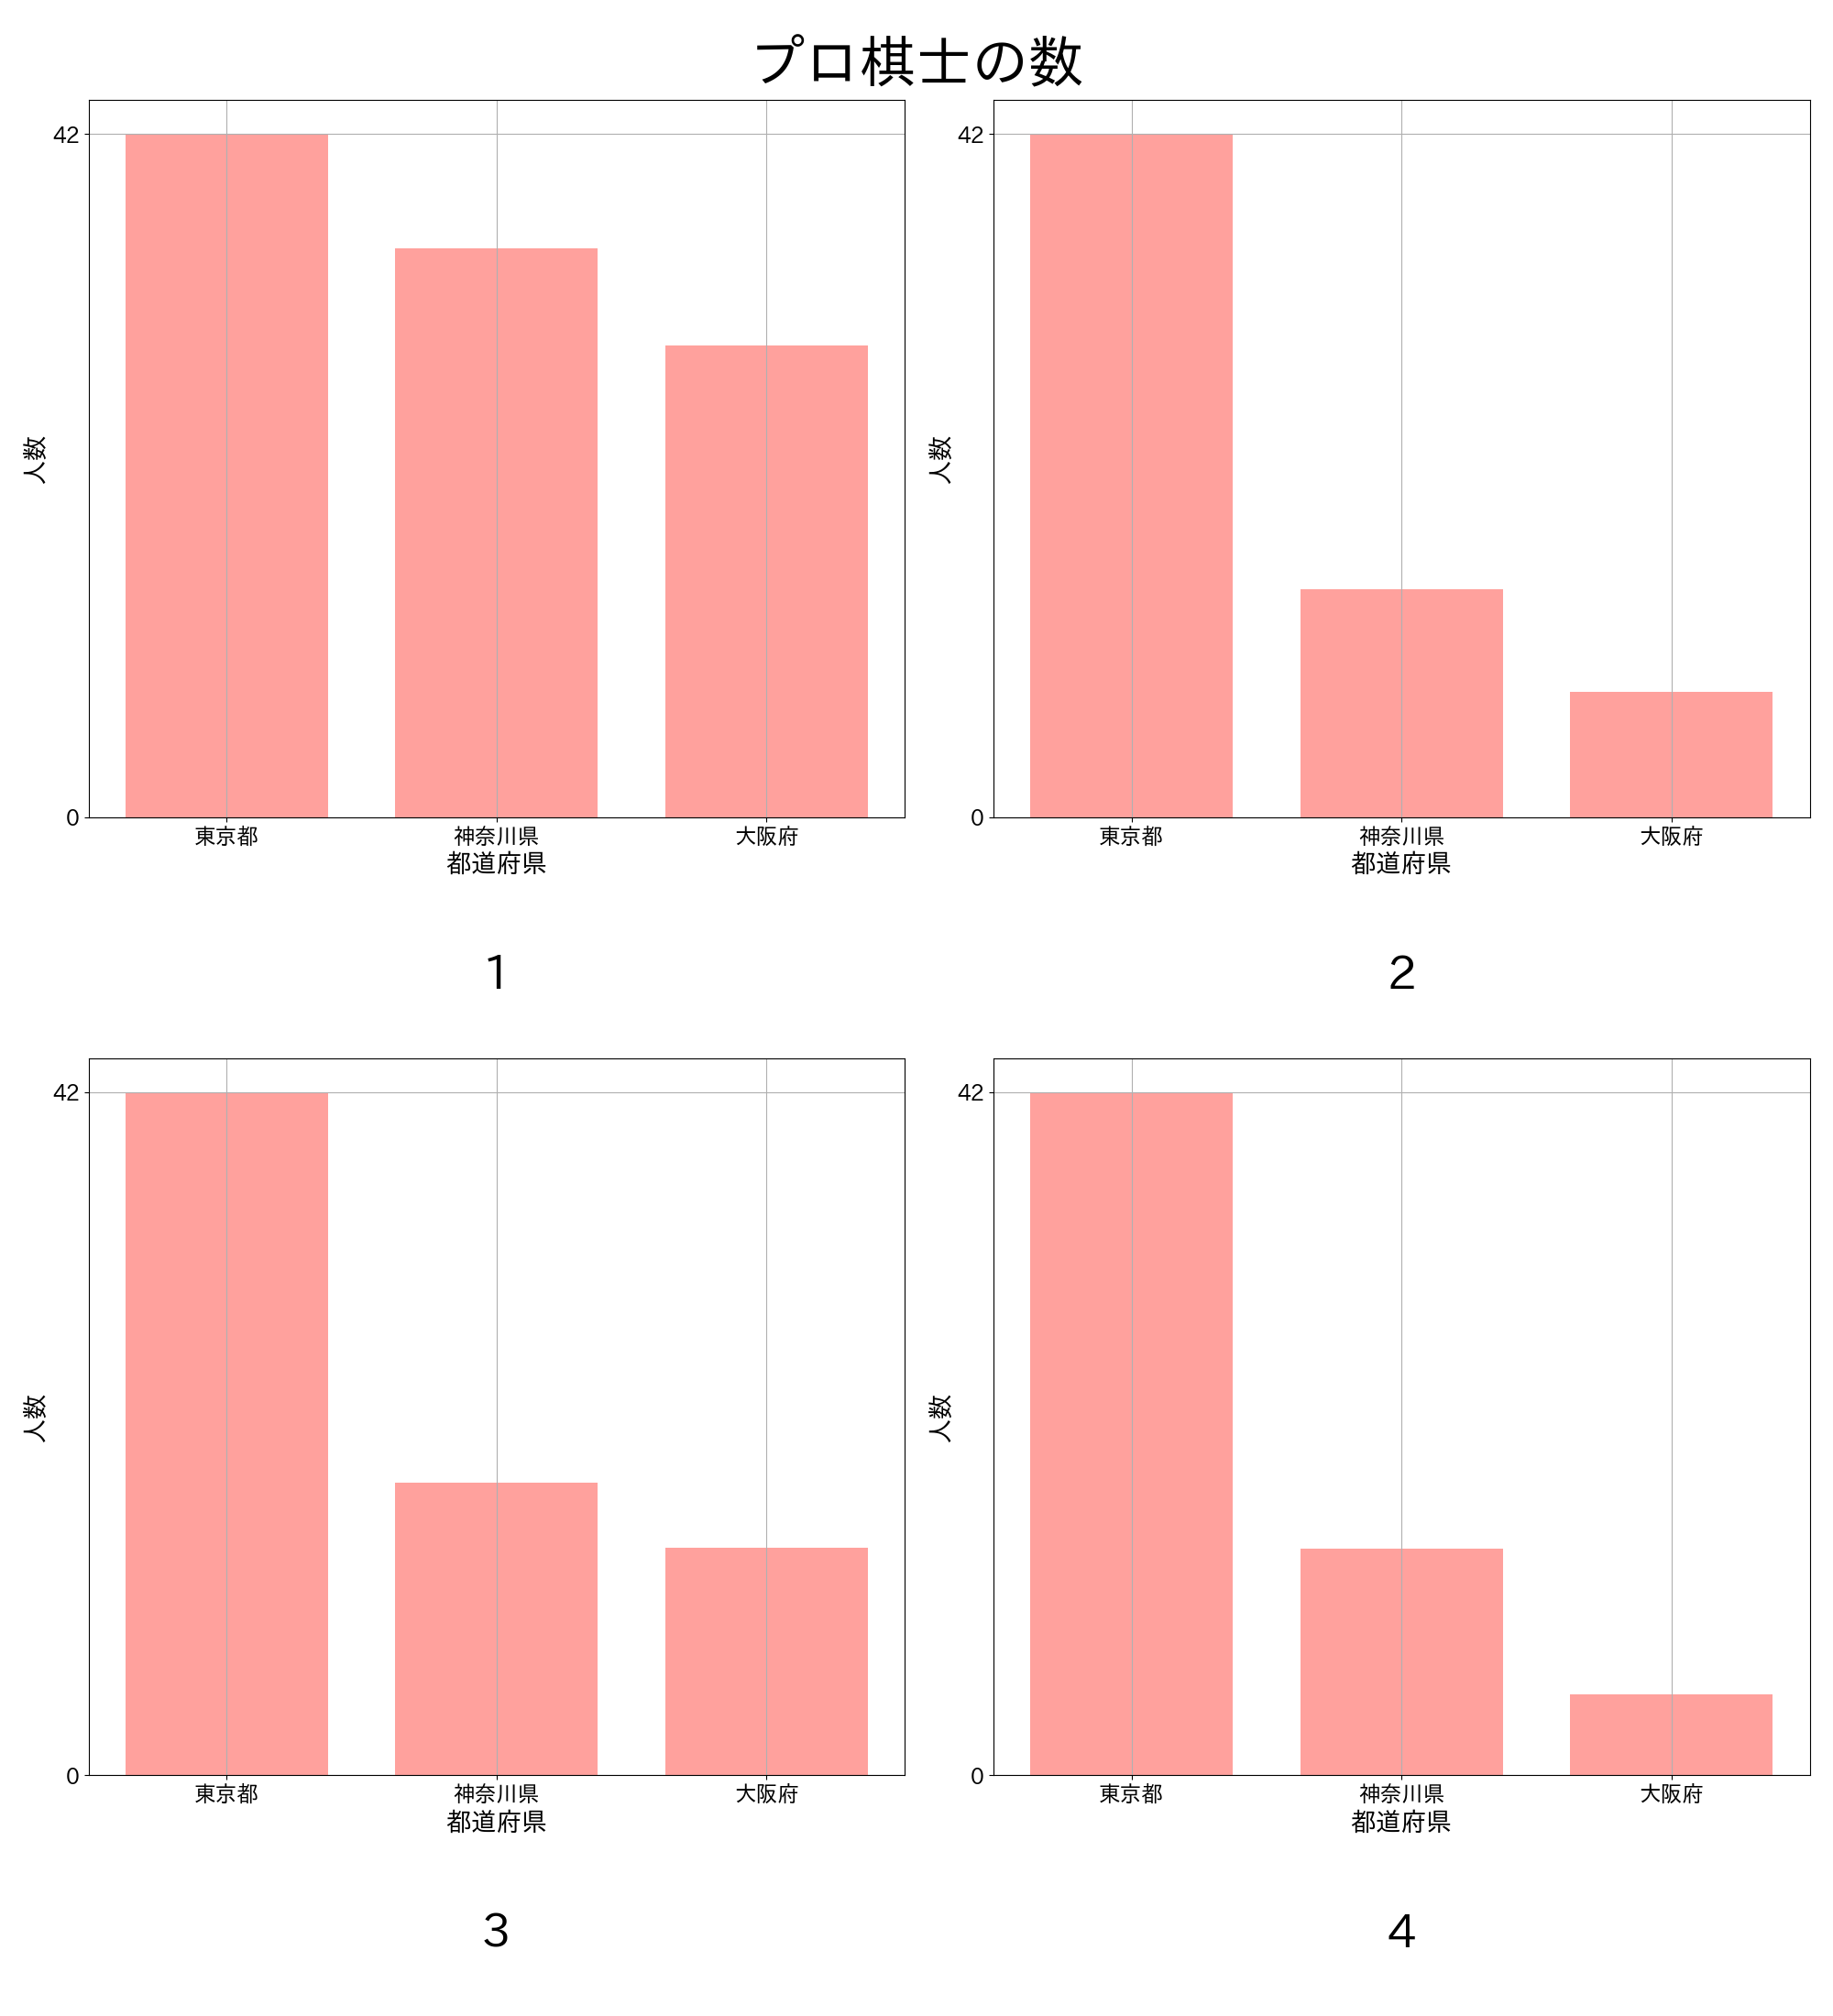 プロ棋士の数
42
人数
0
東京都 神奈川県 大阪府
都道府県
1
42
人数
0
東京都 神奈川県 大阪府
都道府県
2
42
人数
0
東京都 神奈川県 大阪府
都道府県
3
42
人数
0
東京都 神奈川県 大阪府
都道府県
4